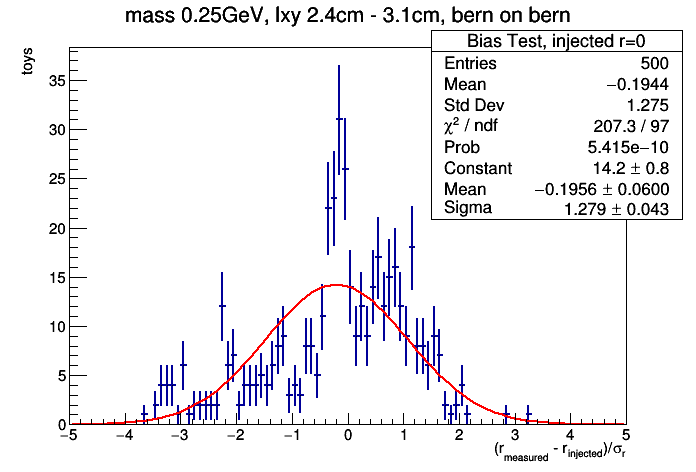 mass 0.25GeV, lxy 2.4cm - 3.1cm, bern on bern
Bias Test, injected r=0
Entries 500
Mean −0.1944
Std Dev 1.275
χ² / ndf 207.3 / 97
Prob 5.415e−10
Constant 14.2 ± 0.8
Mean −0.1956 ± 0.0600
Sigma 1.279 ± 0.043
toys
35
30
25
20
15
10
5
0
−5 −4 −3 −2 −1 0 1 2 3 4 5
(r_measured - r_injected)/σ_r